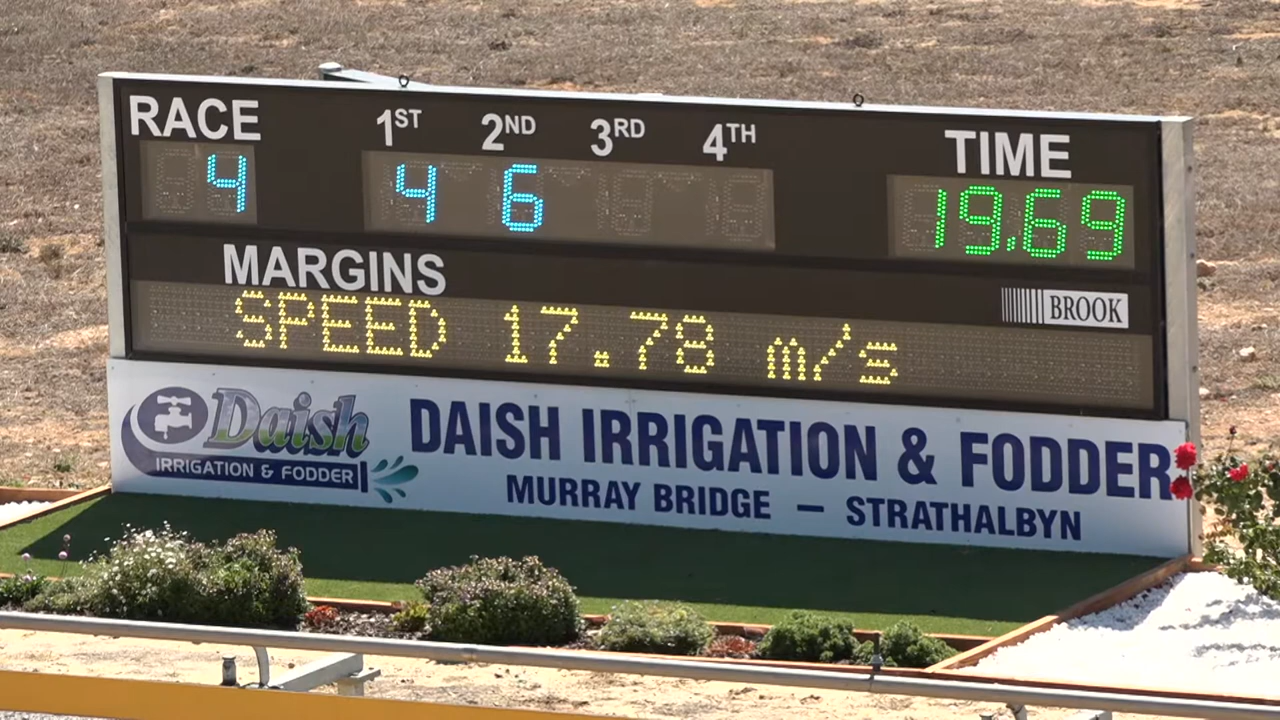 RACE 1ST 2ND 3RD 4TH TIME
4 4 6 19.69
MARGINS
BROOK
SPEED 17.78 m/s
Daish
IRRIGATION & FODDER
DAISH IRRIGATION & FODDER
MURRAY BRIDGE — STRATHALBYN